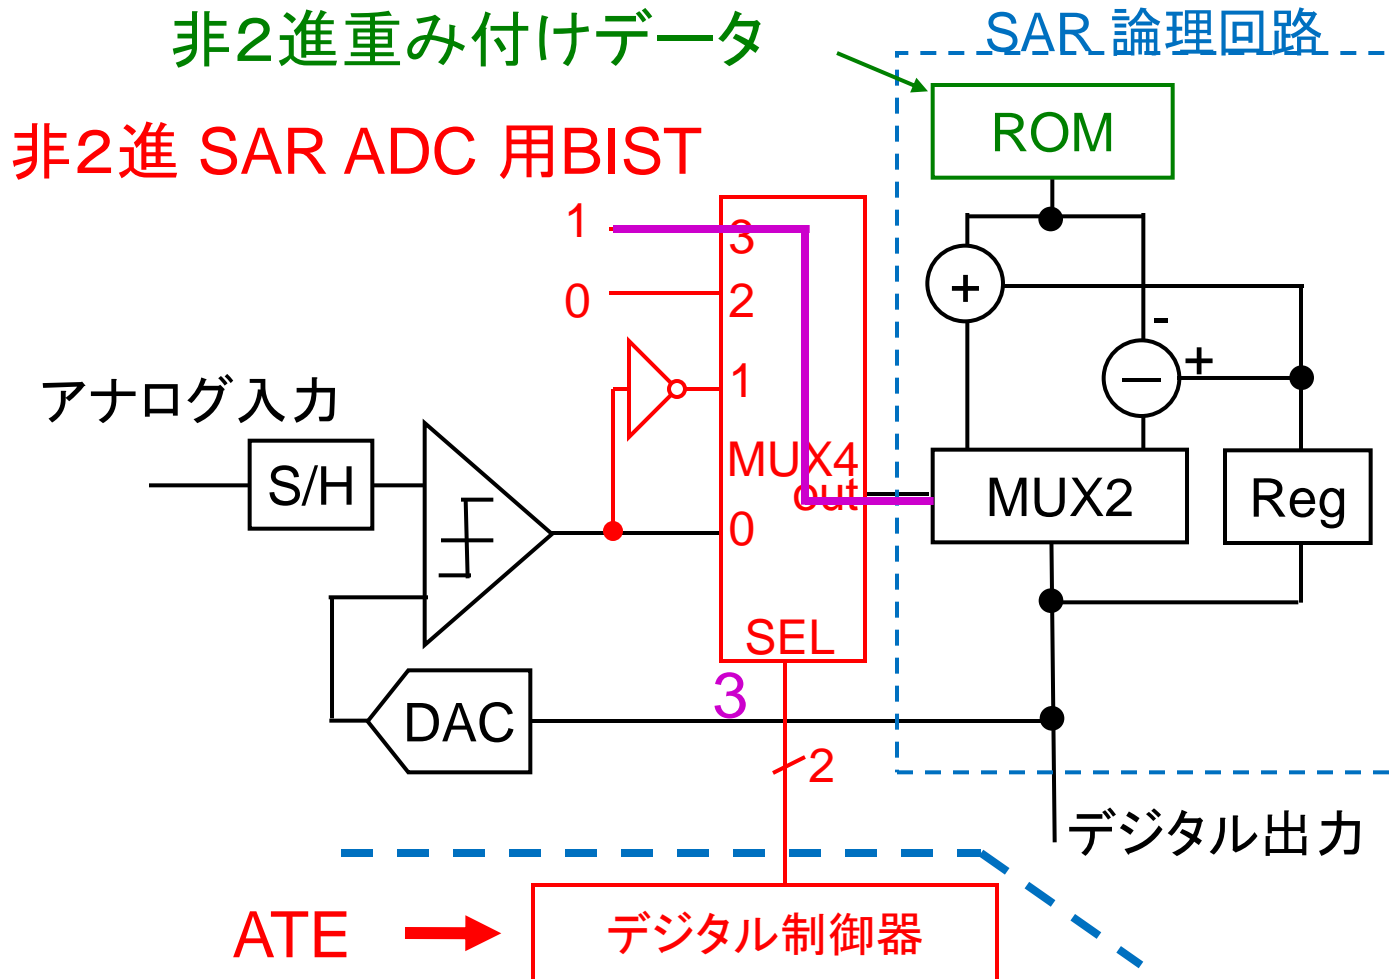 非２進重み付けデータ
SAR 論理回路
ROM
非２進 SAR ADC 用BIST
1
3
0
2
+
-
+
1
アナログ入力
S/H
MUX4
out
0
MUX2
Reg
SEL
3
DAC
2
デジタル出力
ATE
デジタル制御器